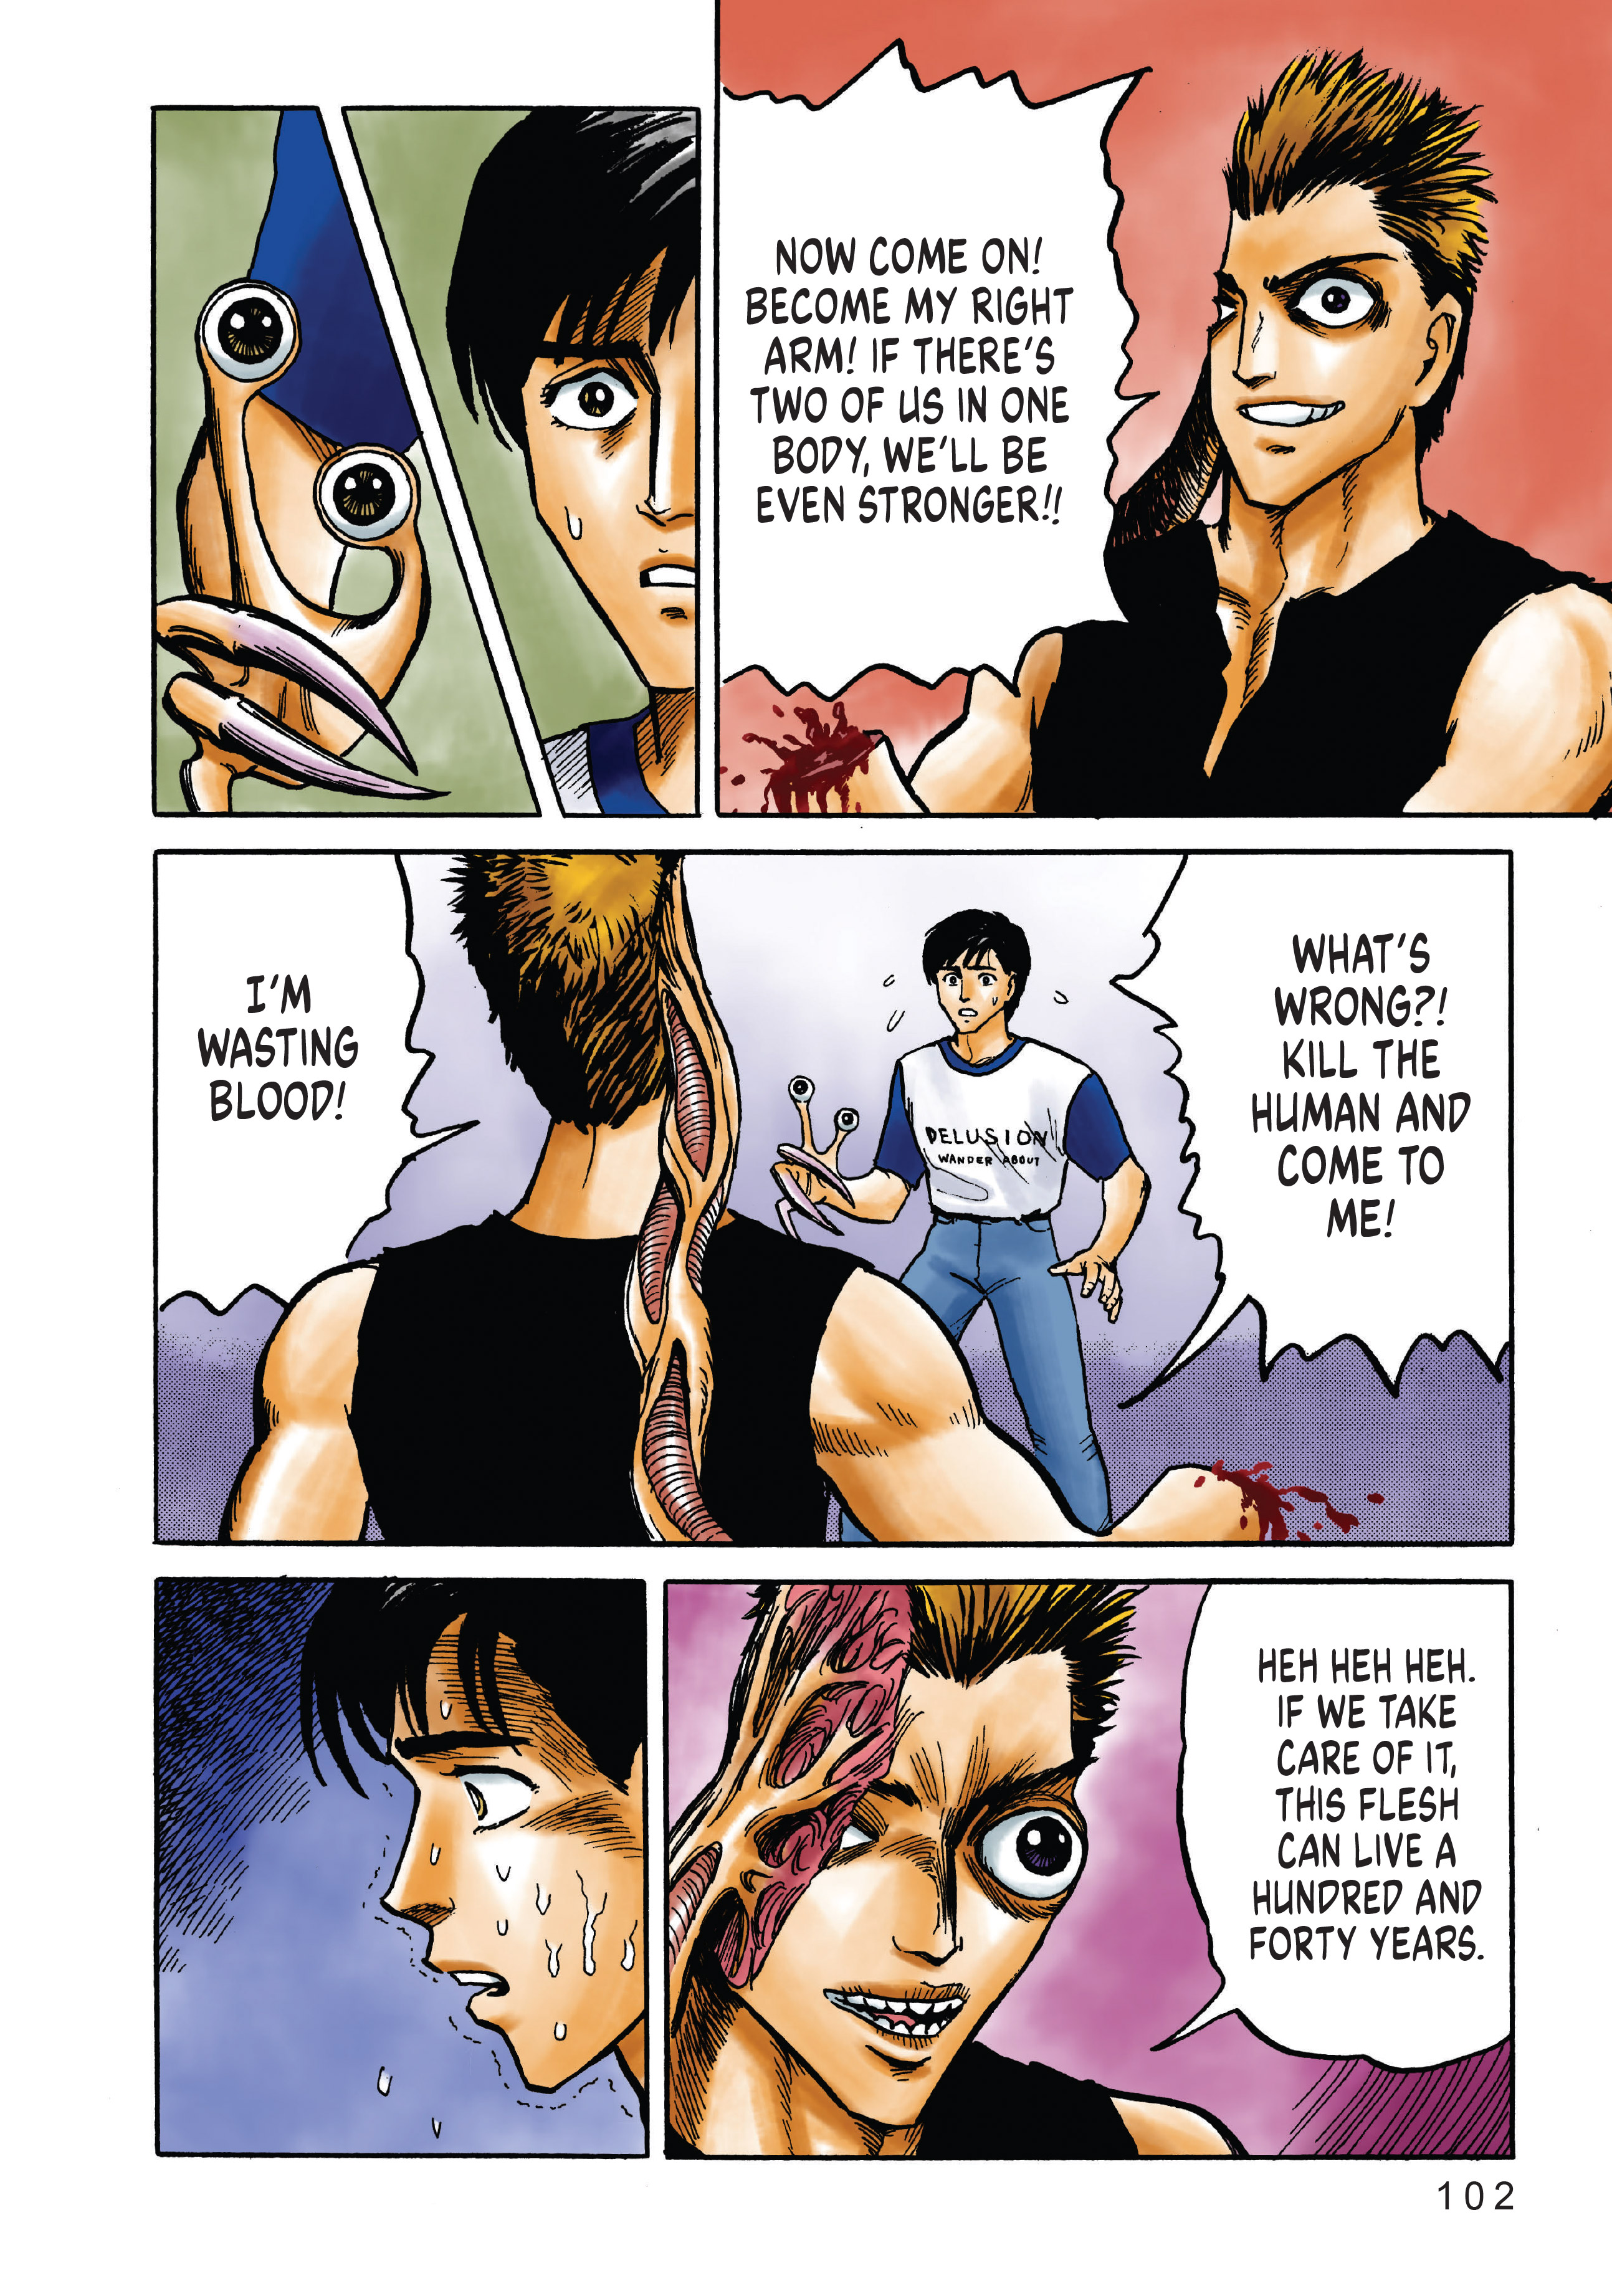 NOW COME ON!
BECOME MY RIGHT
ARM! IF THERE'S
TWO OF US IN ONE
BODY, WE'LL BE
EVEN STRONGER!!
WHAT'S
WRONG?!
KILL THE
HUMAN AND
COME TO
ME!
DELUSION
WANDER ABOUT
I'M
WASTING
BLOOD!
HEH HEH HEH.
IF WE TAKE
CARE OF IT,
THIS FLESH
CAN LIVE A
HUNDRED AND
FORTY YEARS.
102